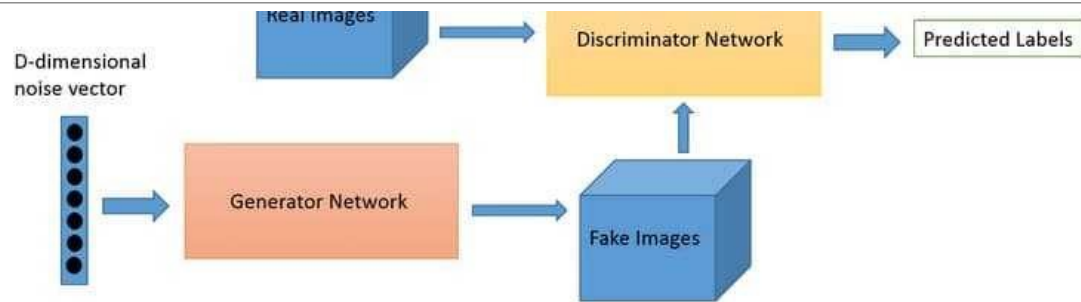 Real Images
Discriminator Network
Predicted Labels
D-dimensional
noise vector
Generator Network
Fake Images